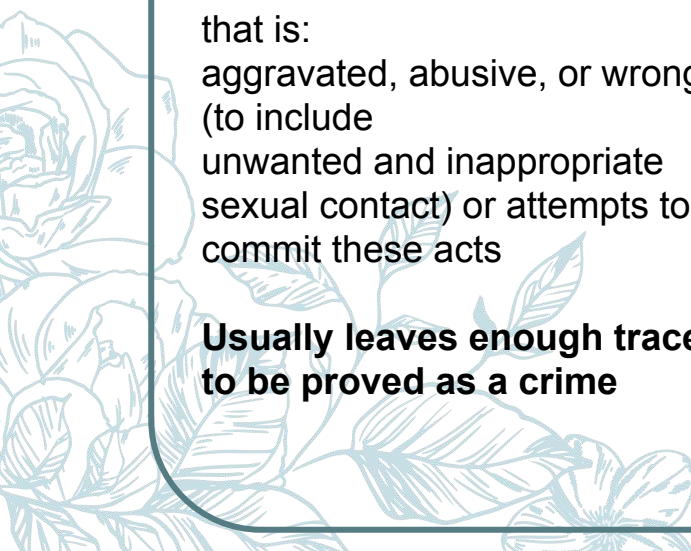 that is:
aggravated, abusive, or wrong
(to include
unwanted and inappropriate
sexual contact) or attempts to
commit these acts
Usually leaves enough trace
to be proved as a crime